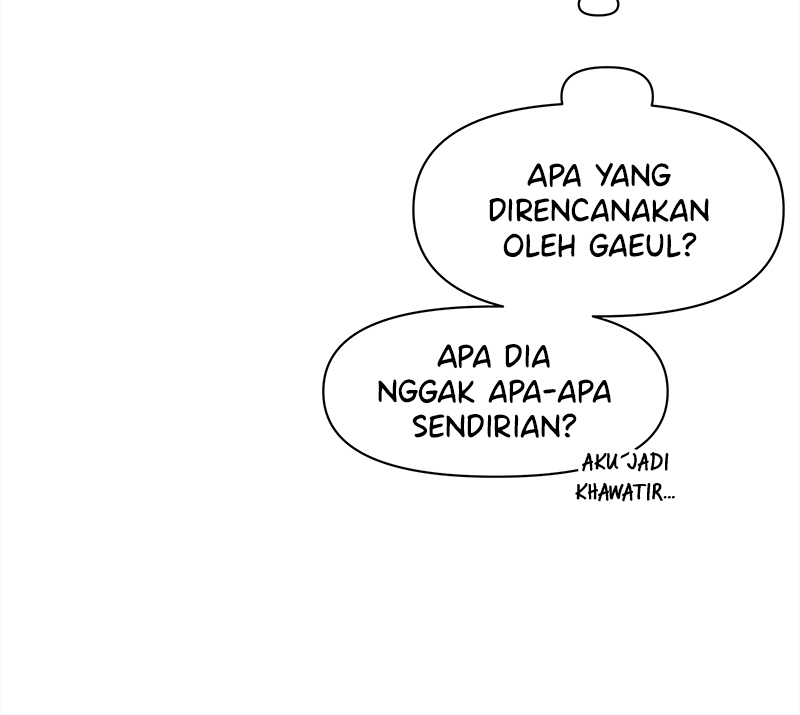 APA YANG
DIRENCANAKAN
OLEH GAEUL?
APA DIA
NGGAK APA-APA
SENDIRIAN?
AKU JADI
KHAWATIR...